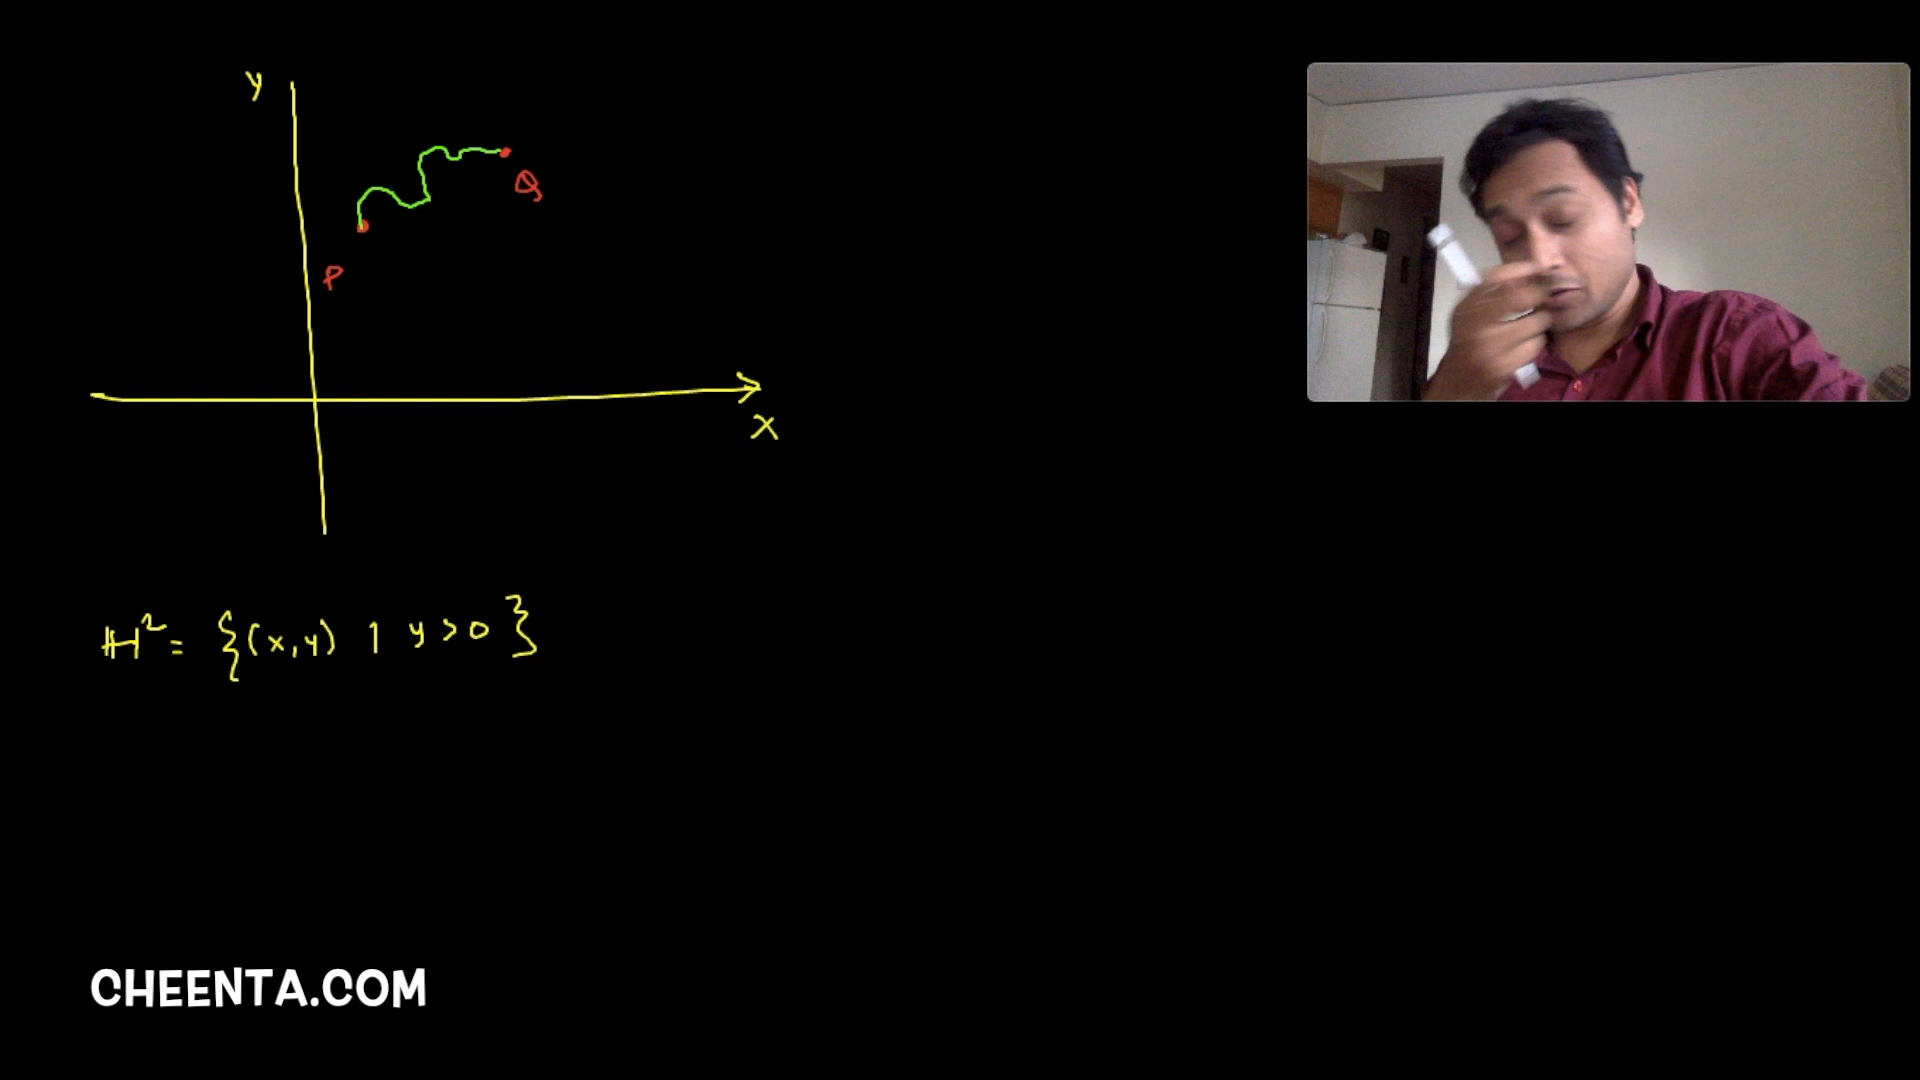 y
Q
P
x
ℍ² = {(x,y) | y>0}
CHEENTA.COM